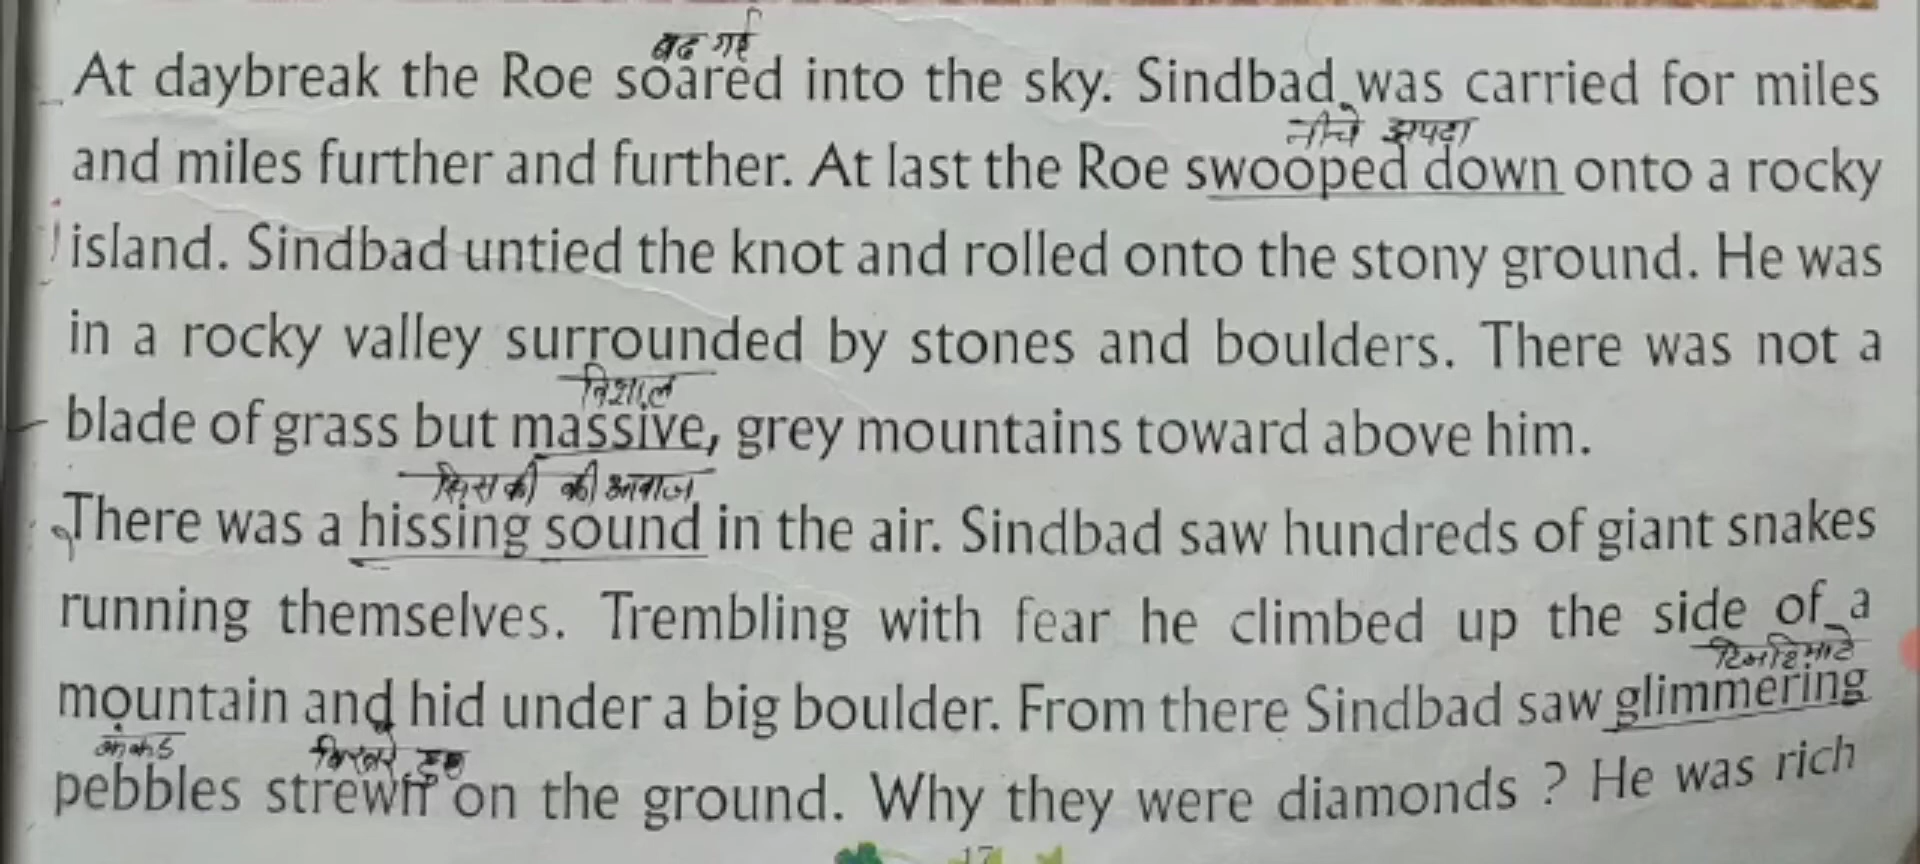 बढ गई
At daybreak the Roe soared into the sky. Sindbad was carried for miles
नीचे झपटा
and miles further and further. At last the Roe swooped down onto a rocky
island. Sindbad untied the knot and rolled onto the stony ground. He was
in a rocky valley surrounded by stones and boulders. There was not a
विशाल
blade of grass but massive, grey mountains toward above him.
सिसकी की आवाज
There was a hissing sound in the air. Sindbad saw hundreds of giant snakes
running themselves. Trembling with fear he climbed up the side of a
mountain and hid under a big boulder. From there Sindbad saw glimmering
बिखरे हुए
pebbles strewn on the ground. Why they were diamonds ? He was rich
17